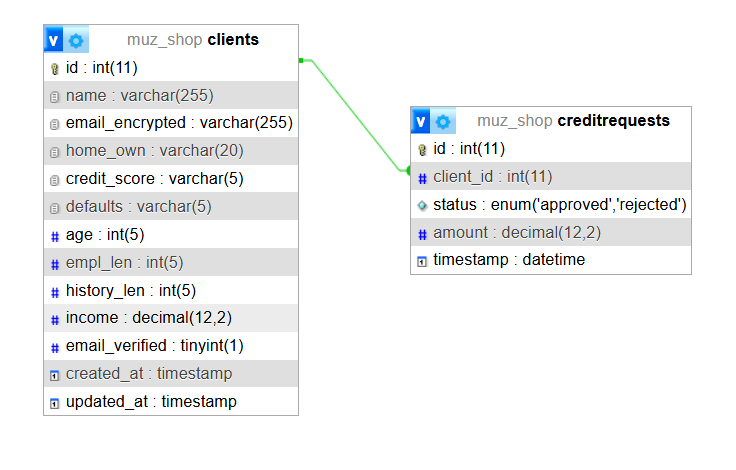 muz_shop clients
id : int(11)
name : varchar(255)
email_encrypted : varchar(255)
home_own : varchar(20)
credit_score : varchar(5)
defaults : varchar(5)
age : int(5)
empl_len : int(5)
history_len : int(5)
income : decimal(12,2)
email_verified : tinyint(1)
created_at : timestamp
updated_at : timestamp
muz_shop creditrequests
id : int(11)
client_id : int(11)
status : enum('approved','rejected')
amount : decimal(12,2)
timestamp : datetime